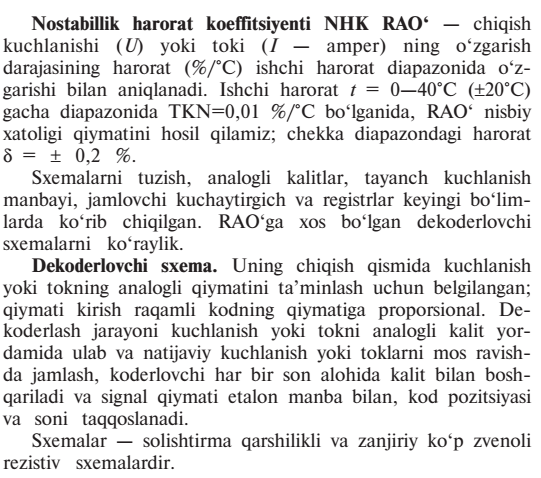 Nostabillik harorat koeffitsiyenti NHK RAO‘ — chiqish
kuchlanishi (U) yoki toki (I — amper) ning o‘zgarish
darajasining harorat (%/˚C) ishchi harorat diapazonida o‘z-
garishi bilan aniqlanadi. Ishchi harorat t = 0—40˚C (±20˚C)
gacha diapazonida TKN=0,01 %/˚C bo‘lganida, RAO‘ nisbiy
xatoligi qiymatini hosil qilamiz; chekka diapazondagi harorat
δ = ± 0,2 %.
Sxemalarni tuzish, analogli kalitlar, tayanch kuchlanish
manbayi, jamlovchi kuchaytirgich va registrlar keyingi bo‘lim-
larda ko‘rib chiqilgan. RAO‘ga xos bo‘lgan dekoderlovchi
sxemalarni ko‘raylik.
Dekoderlovchi sxema. Uning chiqish qismida kuchlanish
yoki tokning analogli qiymatini ta’minlash uchun belgilangan;
qiymati kirish raqamli kodning qiymatiga proporsional. De-
koderlash jarayoni kuchlanish yoki tokni analogli kalit yor-
damida ulab va natijaviy kuchlanish yoki toklarni mos ravish-
da jamlash, koderlovchi har bir son alohida kalit bilan bosh-
qariladi va signal qiymati etalon manba bilan, kod pozitsiyasi
va soni taqqoslanadi.
Sxemalar — solishtirma qarshilikli va zanjiriy ko‘p zvenoli
rezistiv sxemalardir.